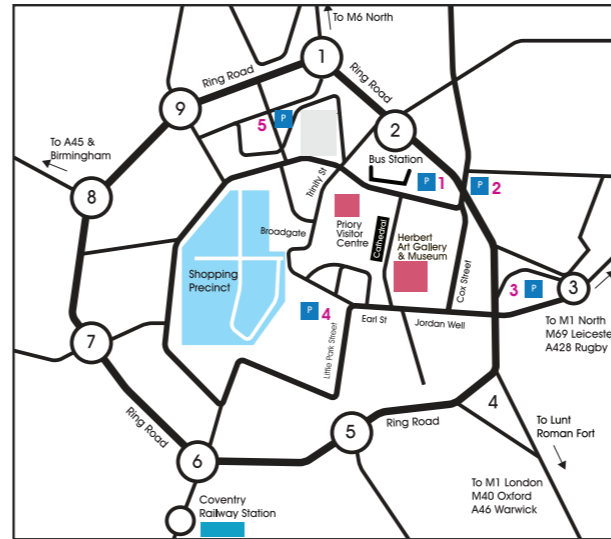 To M6 North
1
Ring Road
Ring Road
9
5
P
2
To A45 &
Birmingham
Bus Station
P
1
P
2
8
Trinity St
Priory
Visitor
Centre
Cathedral
Herbert
Art Gallery
& Museum
Broadgate
Cox Street
Shopping
Precinct
3
P
3
P
4
Little Park Street
Earl St
Jordan Well
To M1 North
M69 Leicester
A428 Rugby
7
Ring Road
4
5
Ring Road
To Lunt
Roman Fort
6
To M1 London
M40 Oxford
A46 Warwick
Coventry
Railway Station